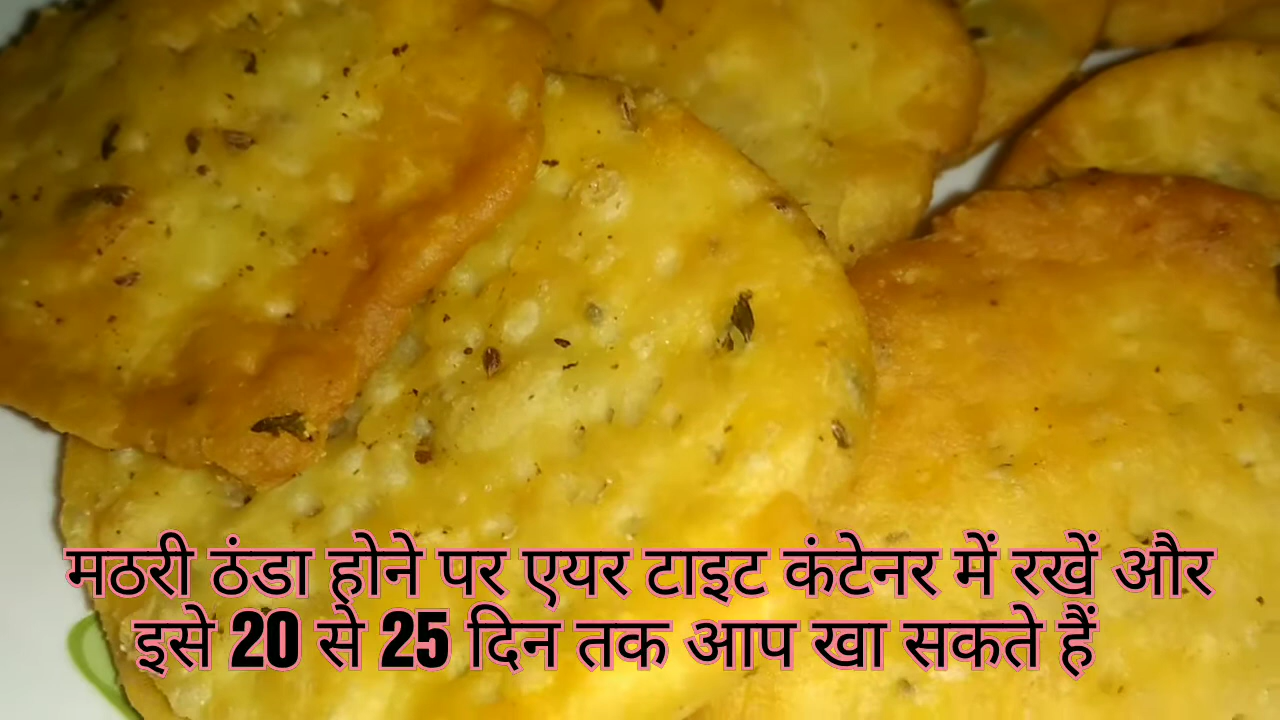 मठरी ठंडा होने पर एयर टाइट कंटेनर में रखें और
इसे 20 से 25 दिन तक आप खा सकते हैं